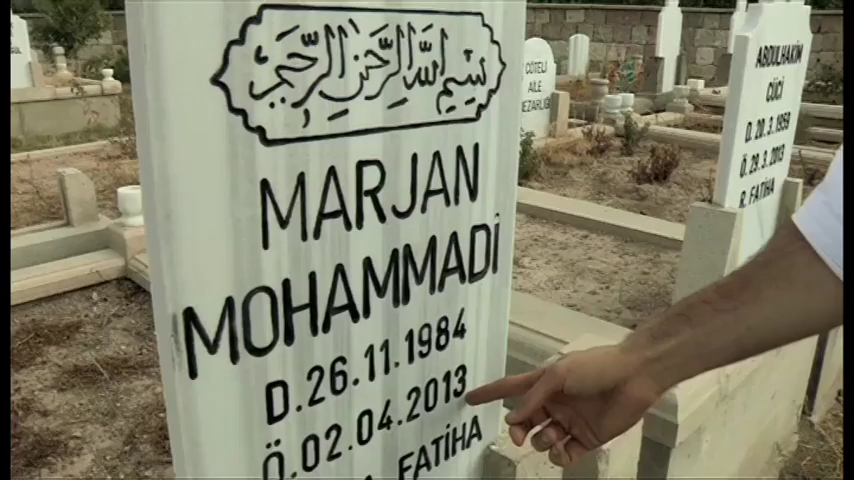 بسم الله الرحمن الرحيم
MARJAN
MOHAMMADİ
D.26.11.1984
Ö.02.04.2013
FATİHA
CÜTELİ
AİLE
MEZARLIĞI
ABDULHAKİM
CÜCİ
D.20.3.1959
Ö.29.3.2013
R.FATİHA